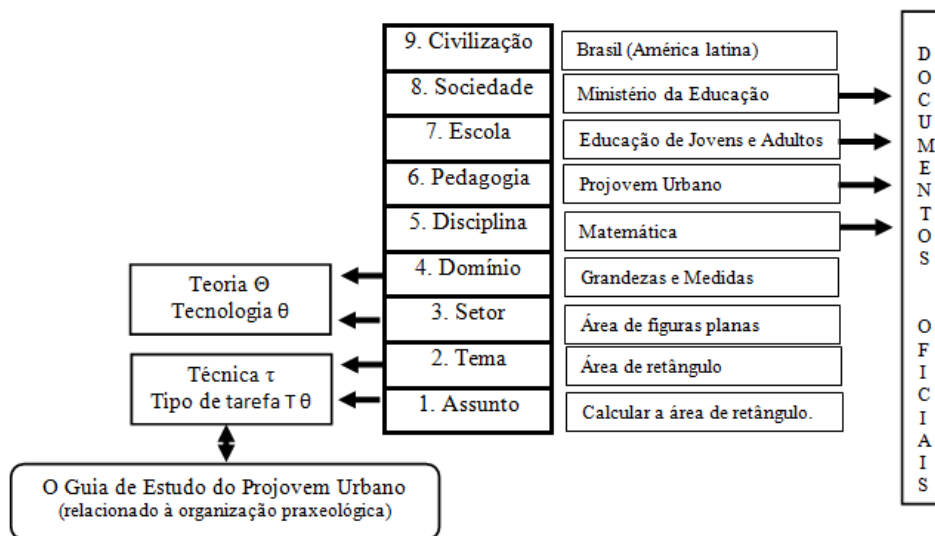 9. Civilização
Brasil (América latina)
8. Sociedade
Ministério da Educação
7. Escola
Educação de Jovens e Adultos
6. Pedagogia
Projovem Urbano
5. Disciplina
Matemática
4. Domínio
Grandezas e Medidas
3. Setor
Área de figuras planas
2. Tema
Área de retângulo
1. Assunto
Calcular a área de retângulo.
Teoria Θ
Tecnologia θ
Técnica τ
Tipo de tarefa T θ
O Guia de Estudo do Projovem Urbano
(relacionado à organização praxeológica)
DOCUMENTOS OFICIAIS